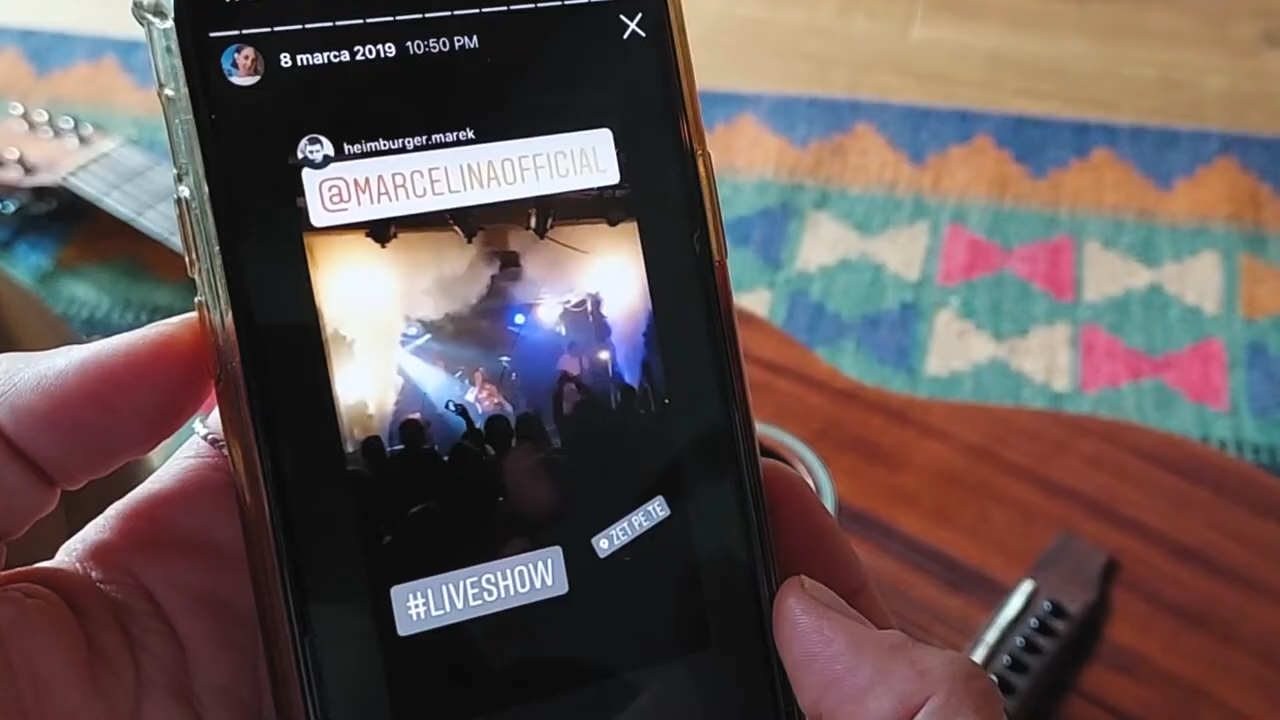 8 marca 2019 10:50 PM
heimburger.marek
@MARCELINAOFFICIAL
ZET PE TE
#LIVESHOW